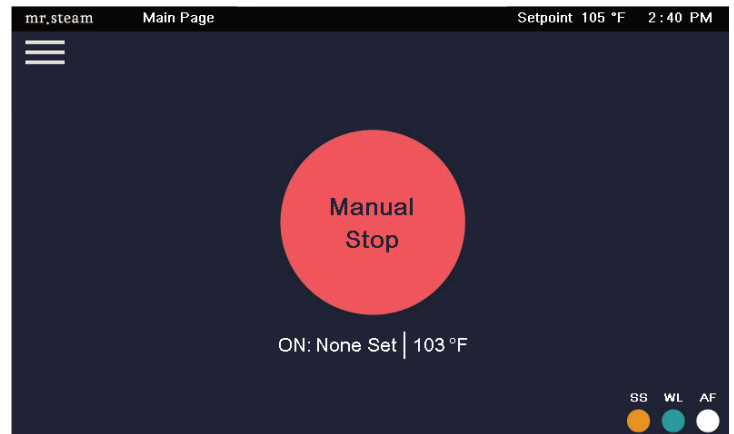 mr.steam Main Page Setpoint 105 °F 2:40 PM
Manual
Stop
ON: None Set | 103 °F
SS WL AF